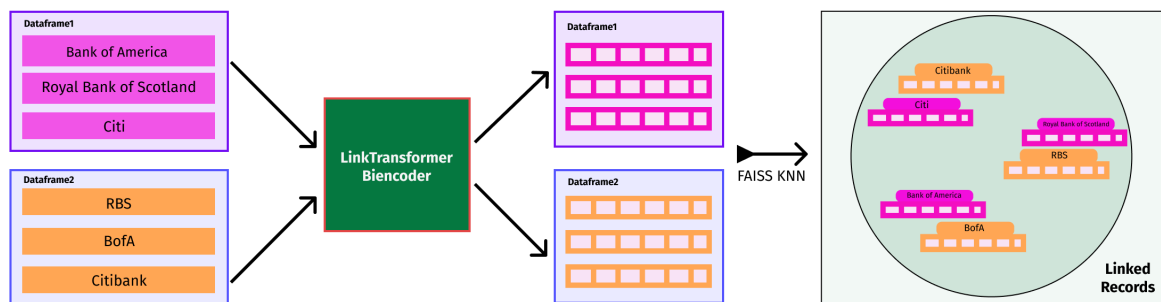 Dataframe1
Bank of America
Royal Bank of Scotland
Citi
Dataframe2
RBS
BofA
Citibank
LinkTransformer
Biencoder
Dataframe1
Dataframe2
FAISS KNN
Citibank
Citi
Royal Bank of Scotland
RBS
Bank of America
BofA
Linked
Records